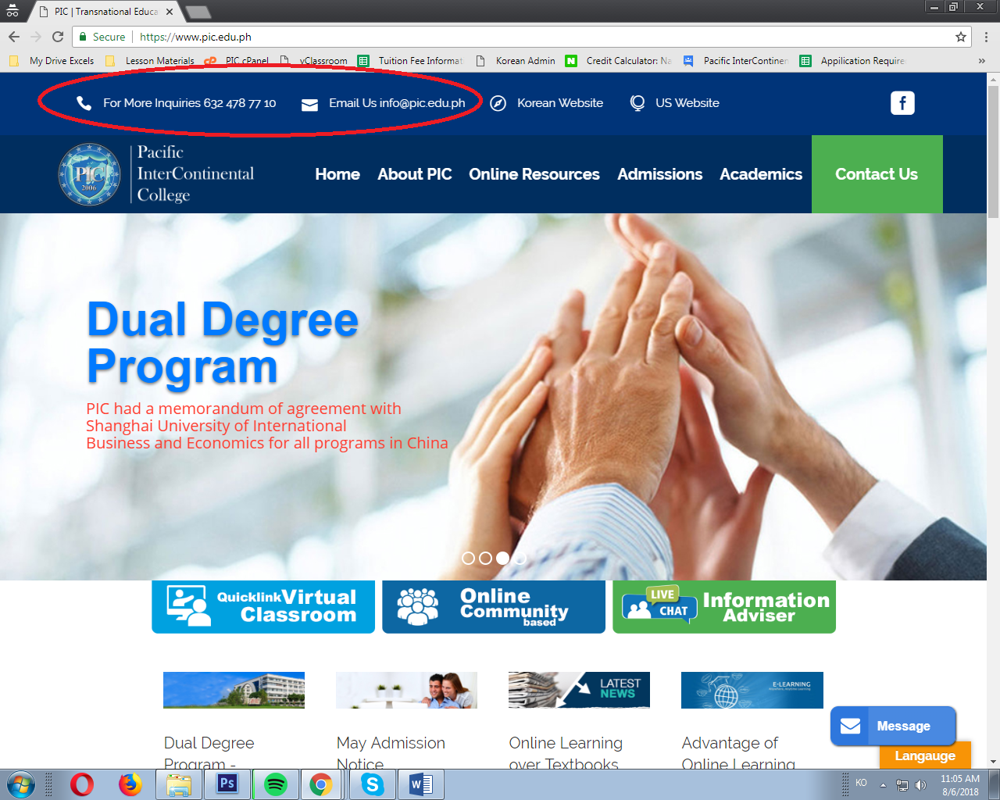 PIC | Transnational Educa
Secure | https://www.pic.edu.ph
My Drive Excels Lesson Materials PIC cPanel vClassroom Tuition Fee Informat Korean Admin Credit Calculator: Na Pacific InterContinen Appilication Require »
For More Inquiries 632 478 77 10 Email Us info@pic.edu.ph Korean Website US Website f
PIC
2006
Pacific
InterContinental
College
Home About PIC Online Resources Admissions Academics Contact Us
Dual Degree
Program
PIC had a memorandum of agreement with
Shanghai University of International
Business and Economics for all programs in China
QuicklinkVirtual
Classroom
Online
Community
based
LIVE
CHAT
Information
Adviser
LATEST
NEWS
E-LEARNING
Dual Degree
Program -
May Admission
Notice
Online Learning
over Textbooks
Advantage of
Online Learning
Message
Langauge
Ps S W KO 11:05 AM
8/6/2018